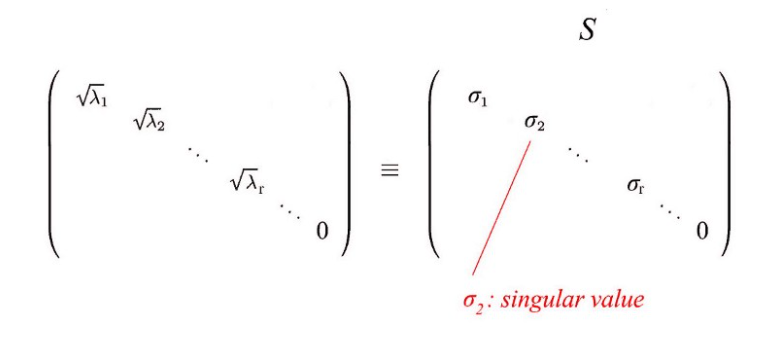 S
√λ₁
√λ₂
⋱
√λᵣ
⋱
0
≡
σ₁
σ₂
⋱
σᵣ
⋱
0
σ₂: singular value